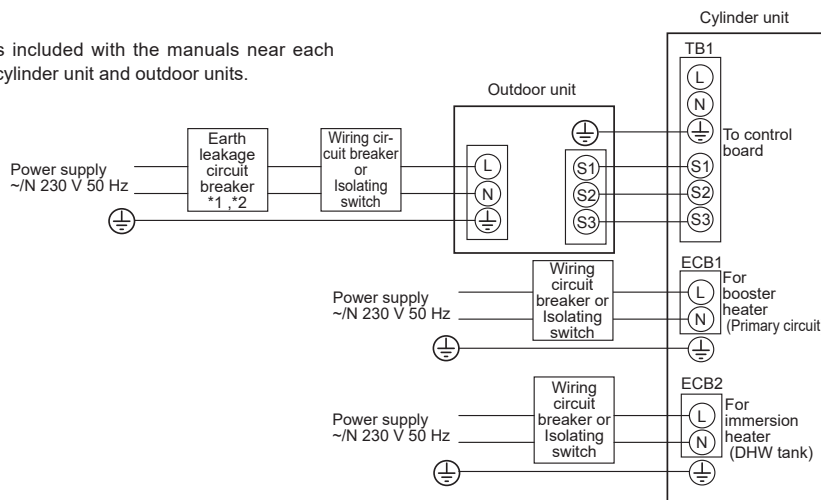 s included with the manuals near each
cylinder unit and outdoor units.
Cylinder unit
TB1
L
N
To control
board
S1
S2
S3
Outdoor unit
Power supply
~/N 230 V 50 Hz
Earth
leakage
circuit
breaker
*1 ,*2
Wiring cir-
cuit breaker
or
Isolating
switch
L
N
S1
S2
S3
Power supply
~/N 230 V 50 Hz
Wiring
circuit
breaker or
Isolating
switch
ECB1
L
N
For
booster
heater
(Primary circuit
Power supply
~/N 230 V 50 Hz
Wiring
circuit
breaker or
Isolating
switch
ECB2
L
N
For
immersion
heater
(DHW tank)